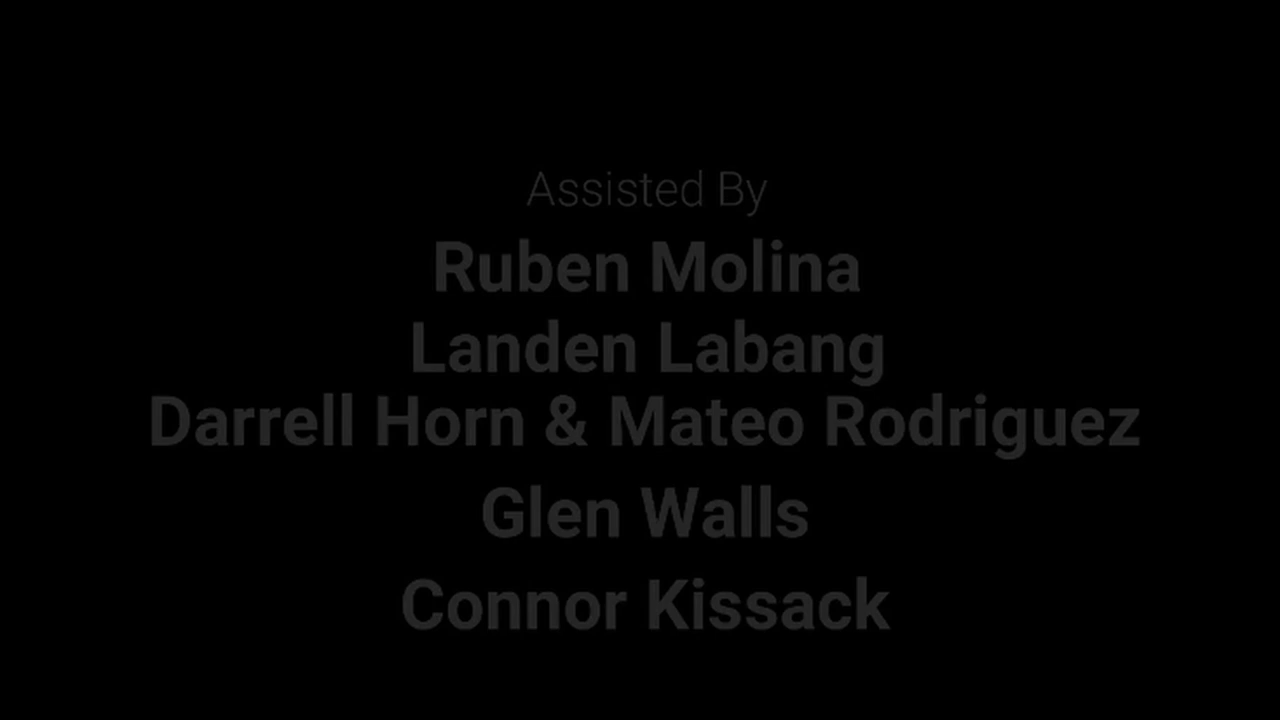 Assisted By
Ruben Molina
Landen Labang
Darrell Horn & Mateo Rodriguez
Glen Walls
Connor Kissack